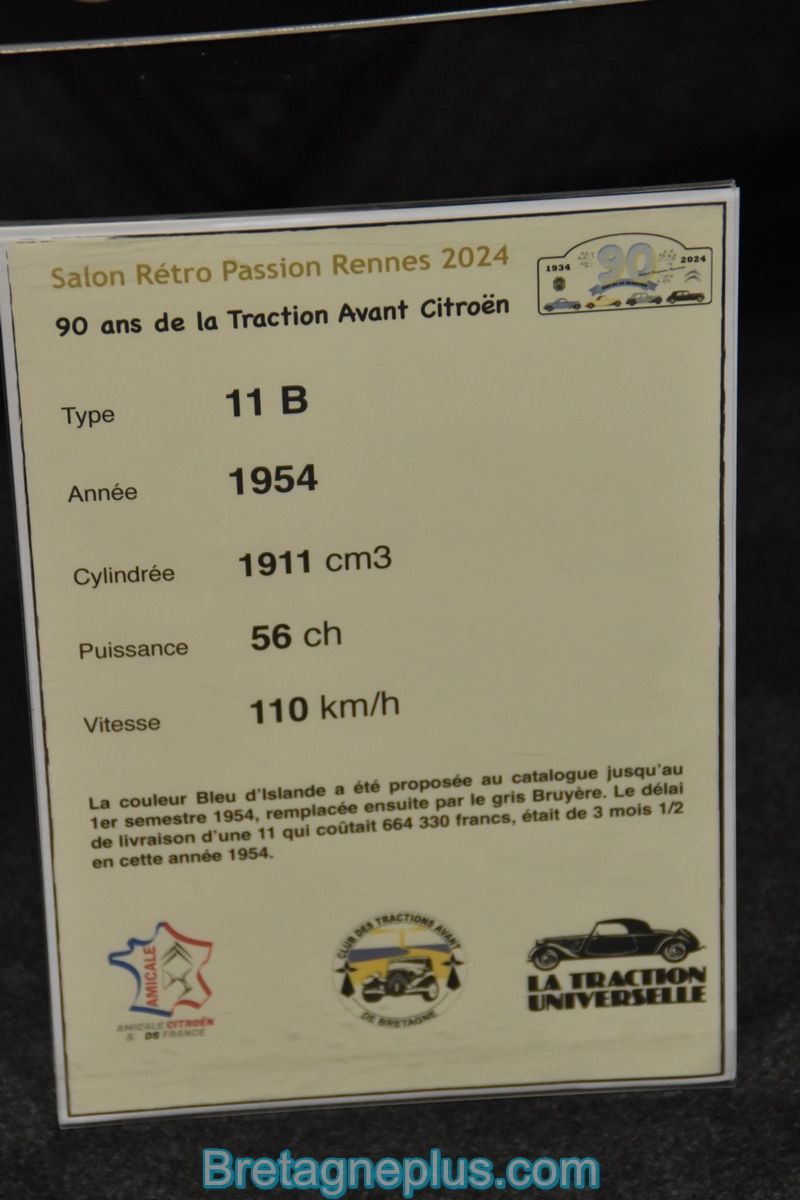 Salon Rétro Passion Rennes 2024
1934
90
2024
90 ans de la Traction Avant Citroën
Type 11 B
Année 1954
Cylindrée 1911 cm3
Puissance 56 ch
Vitesse 110 km/h
La couleur Bleu d'Islande a été proposée au catalogue jusqu'au
1er semestre 1954, remplacée ensuite par le gris Bruyère. Le délai
de livraison d'une 11 qui coûtait 664 330 francs, était de 3 mois 1/2
en cette année 1954.
AMICALE
AMICALE CITROËN
& DS FRANCE
CLUB DES TRACTIONS AVANT
DE BRETAGNE
LA TRACTION
UNIVERSELLE
Bretagneplus.com